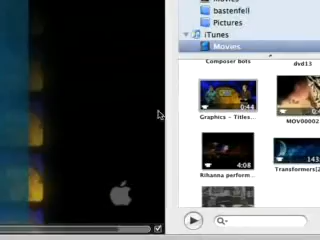 Movies
bastenfell
Pictures
iTunes
Movies
Composer Bots
dvd13
0:44
Graphics - Titles...
MOV00002
4:08
143
Rihanna perform...
Transformers(2